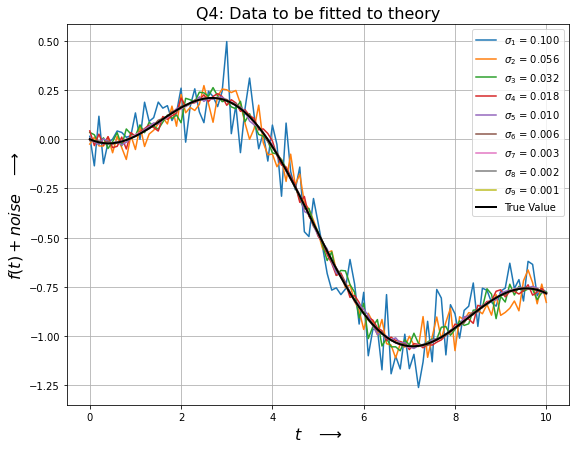 Q4: Data to be fitted to theory
f(t) + noise ⟶
0.50
0.25
0.00
−0.25
−0.50
−0.75
−1.00
−1.25
σ₁ = 0.100
σ₂ = 0.056
σ₃ = 0.032
σ₄ = 0.018
σ₅ = 0.010
σ₆ = 0.006
σ₇ = 0.003
σ₈ = 0.002
σ₉ = 0.001
True Value
0 2 4 6 8 10
t ⟶